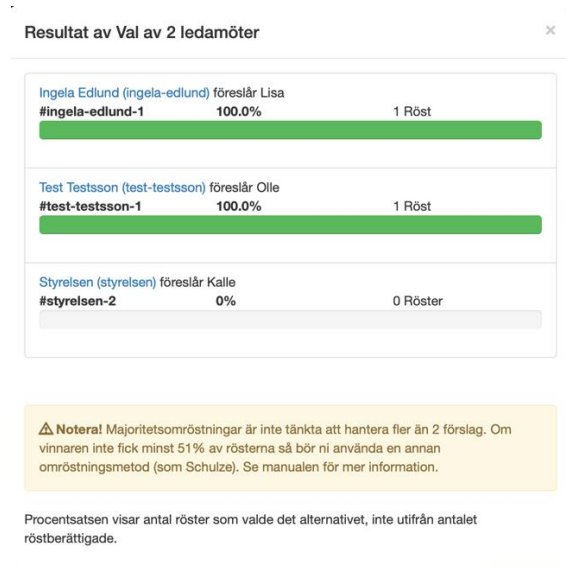 Resultat av Val av 2 ledamöter ×
Ingela Edlund (ingela-edlund) föreslår Lisa
#ingela-edlund-1 100.0% 1 Röst
Test Testsson (test-testsson) föreslår Olle
#test-testsson-1 100.0% 1 Röst
Styrelsen (styrelsen) föreslår Kalle
#styrelsen-2 0% 0 Röster
Notera! Majoritetsomröstningar är inte tänkta att hantera fler än 2 förslag. Om
vinnaren inte fick minst 51% av rösterna så bör ni använda en annan
omröstningsmetod (som Schulze). Se manualen för mer information.
Procentsatsen visar antal röster som valde det alternativet, inte utifrån antalet
röstberättigade.